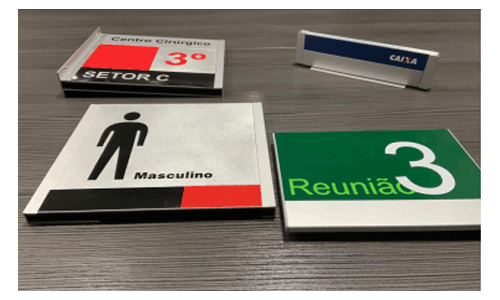 Centro Cirúrgico
3º
SETOR C
CAIXA
Masculino
Reunião
3